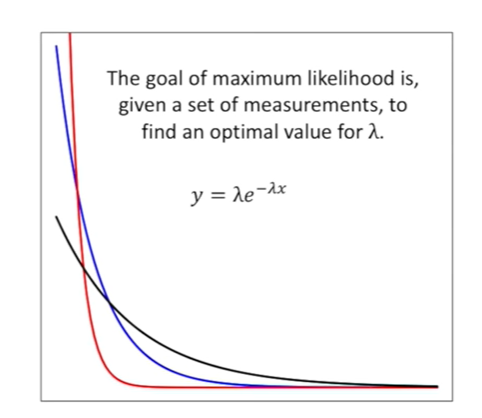 The goal of maximum likelihood is,
given a set of measurements, to
find an optimal value for λ.
y = λe^{−λx}